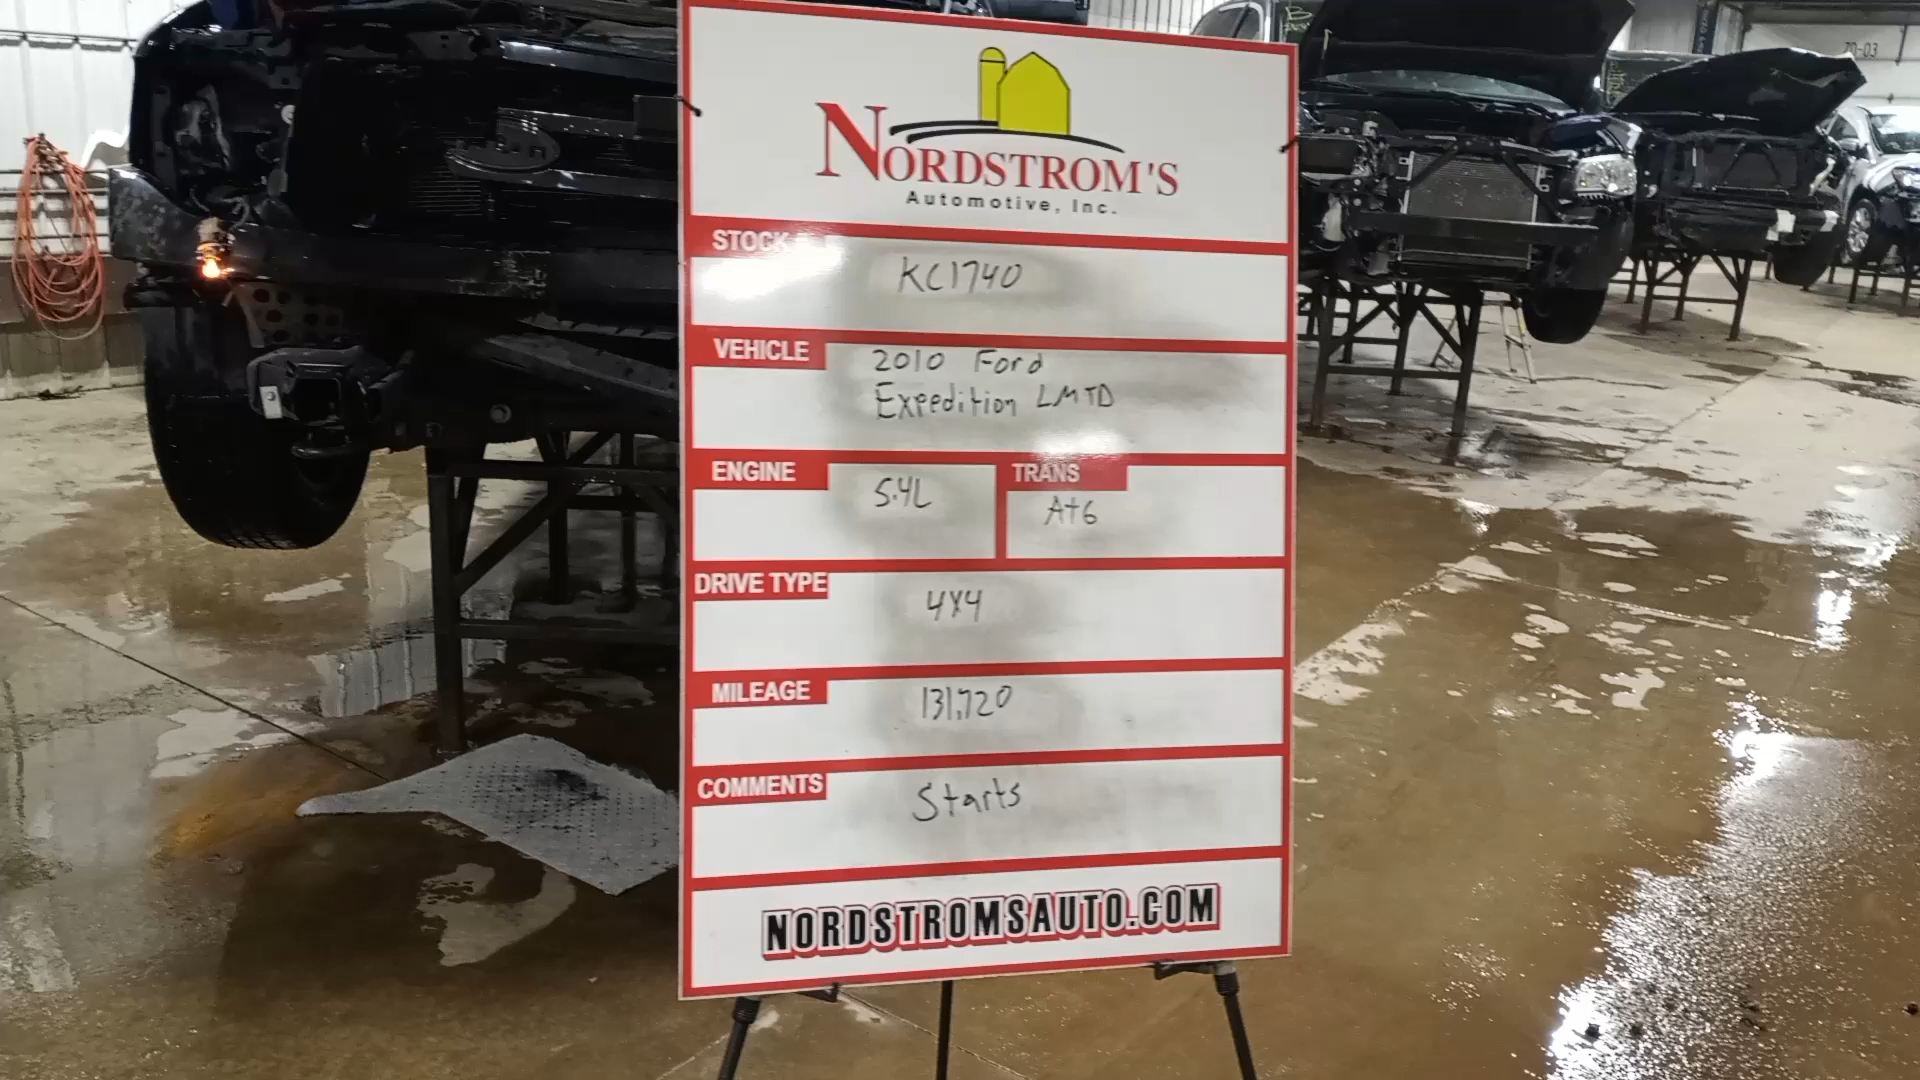 NORDSTROM'S
Automotive, Inc.
STOCK #
KC1740
VEHICLE
2010 Ford
Expedition LMTD
ENGINE
5.4L
TRANS
At6
DRIVE TYPE
4x4
MILEAGE
131,720
COMMENTS
Starts
NORDSTROMSAUTO.COM